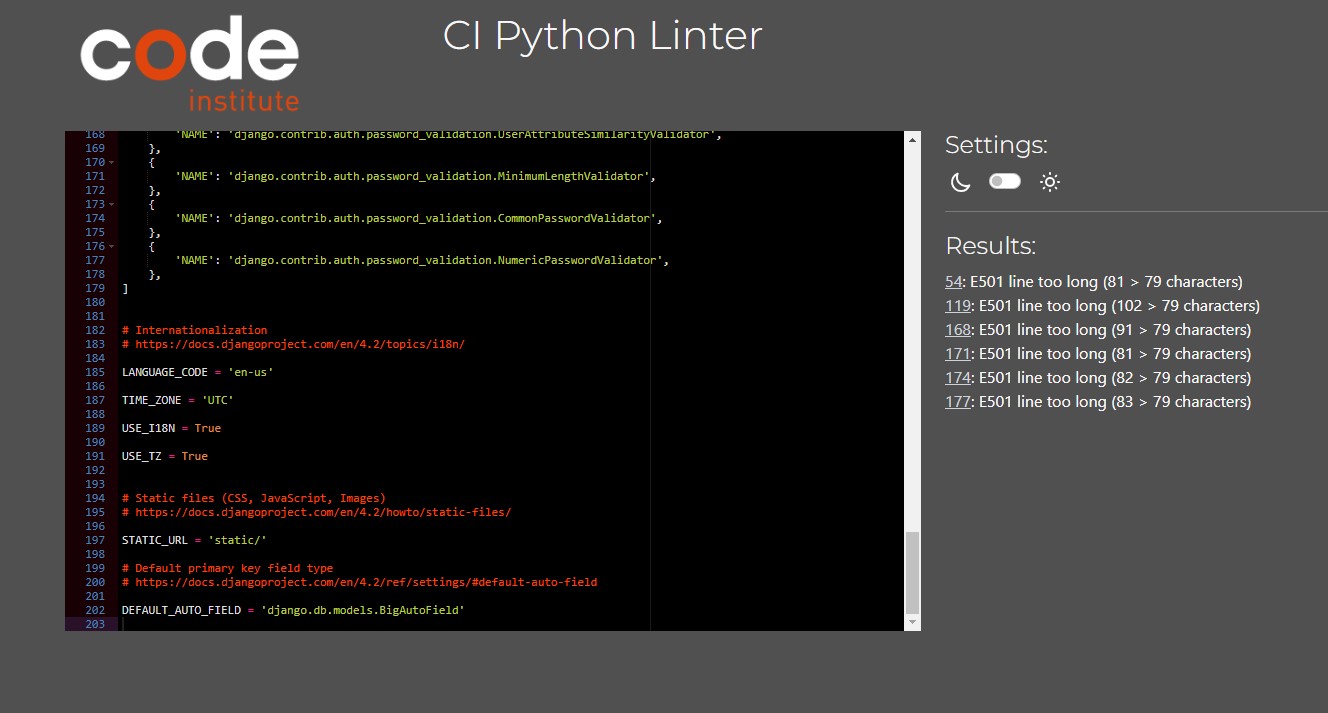 code
institute
CI Python Linter
168 'NAME': 'django.contrib.auth.password_validation.UserAttributeSimilarityValidator',
169 },
170 {
171 'NAME': 'django.contrib.auth.password_validation.MinimumLengthValidator',
172 },
173 {
174 'NAME': 'django.contrib.auth.password_validation.CommonPasswordValidator',
175 },
176 {
177 'NAME': 'django.contrib.auth.password_validation.NumericPasswordValidator',
178 },
179 ]
180
181
182 # Internationalization
183 # https://docs.djangoproject.com/en/4.2/topics/i18n/
184
185 LANGUAGE_CODE = 'en-us'
186
187 TIME_ZONE = 'UTC'
188
189 USE_I18N = True
190
191 USE_TZ = True
192
193
194 # Static files (CSS, JavaScript, Images)
195 # https://docs.djangoproject.com/en/4.2/howto/static-files/
196
197 STATIC_URL = 'static/'
198
199 # Default primary key field type
200 # https://docs.djangoproject.com/en/4.2/ref/settings/#default-auto-field
201
202 DEFAULT_AUTO_FIELD = 'django.db.models.BigAutoField'
203
Settings:
Results:
54: E501 line too long (81 > 79 characters)
119: E501 line too long (102 > 79 characters)
168: E501 line too long (91 > 79 characters)
171: E501 line too long (81 > 79 characters)
174: E501 line too long (82 > 79 characters)
177: E501 line too long (83 > 79 characters)